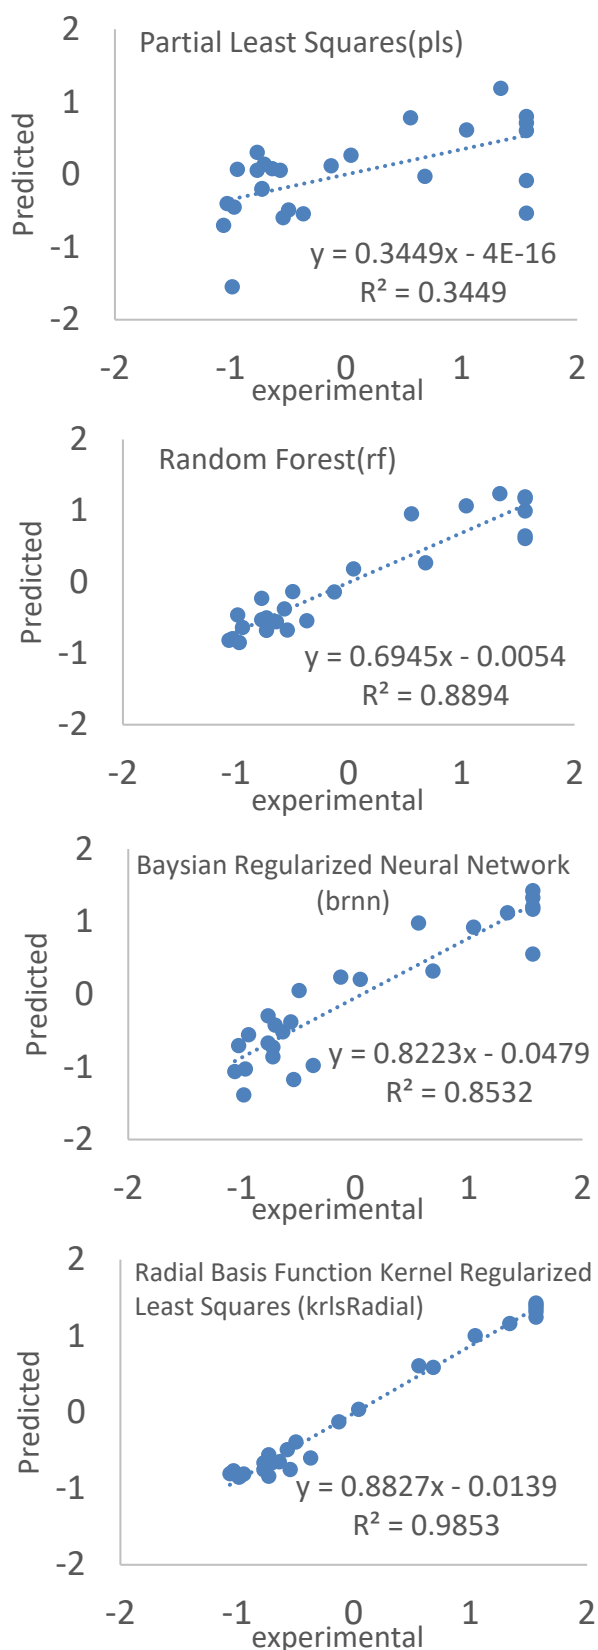 Partial Least Squares(pls)
2
1
0
-1
-2
Predicted
y = 0.3449x - 4E-16
R² = 0.3449
-2 -1 0 1 2
experimental
Random Forest(rf)
2
1
0
-1
-2
Predicted
y = 0.6945x - 0.0054
R² = 0.8894
-2 -1 0 1 2
experimental
Baysian Regularized Neural Network
(brnn)
2
1
0
-1
-2
Predicted
y = 0.8223x - 0.0479
R² = 0.8532
-2 -1 0 1 2
experimental
Radial Basis Function Kernel Regularized
Least Squares (krlsRadial)
2
1
0
-1
-2
Predicted
y = 0.8827x - 0.0139
R² = 0.9853
-2 -1 0 1 2
experimental